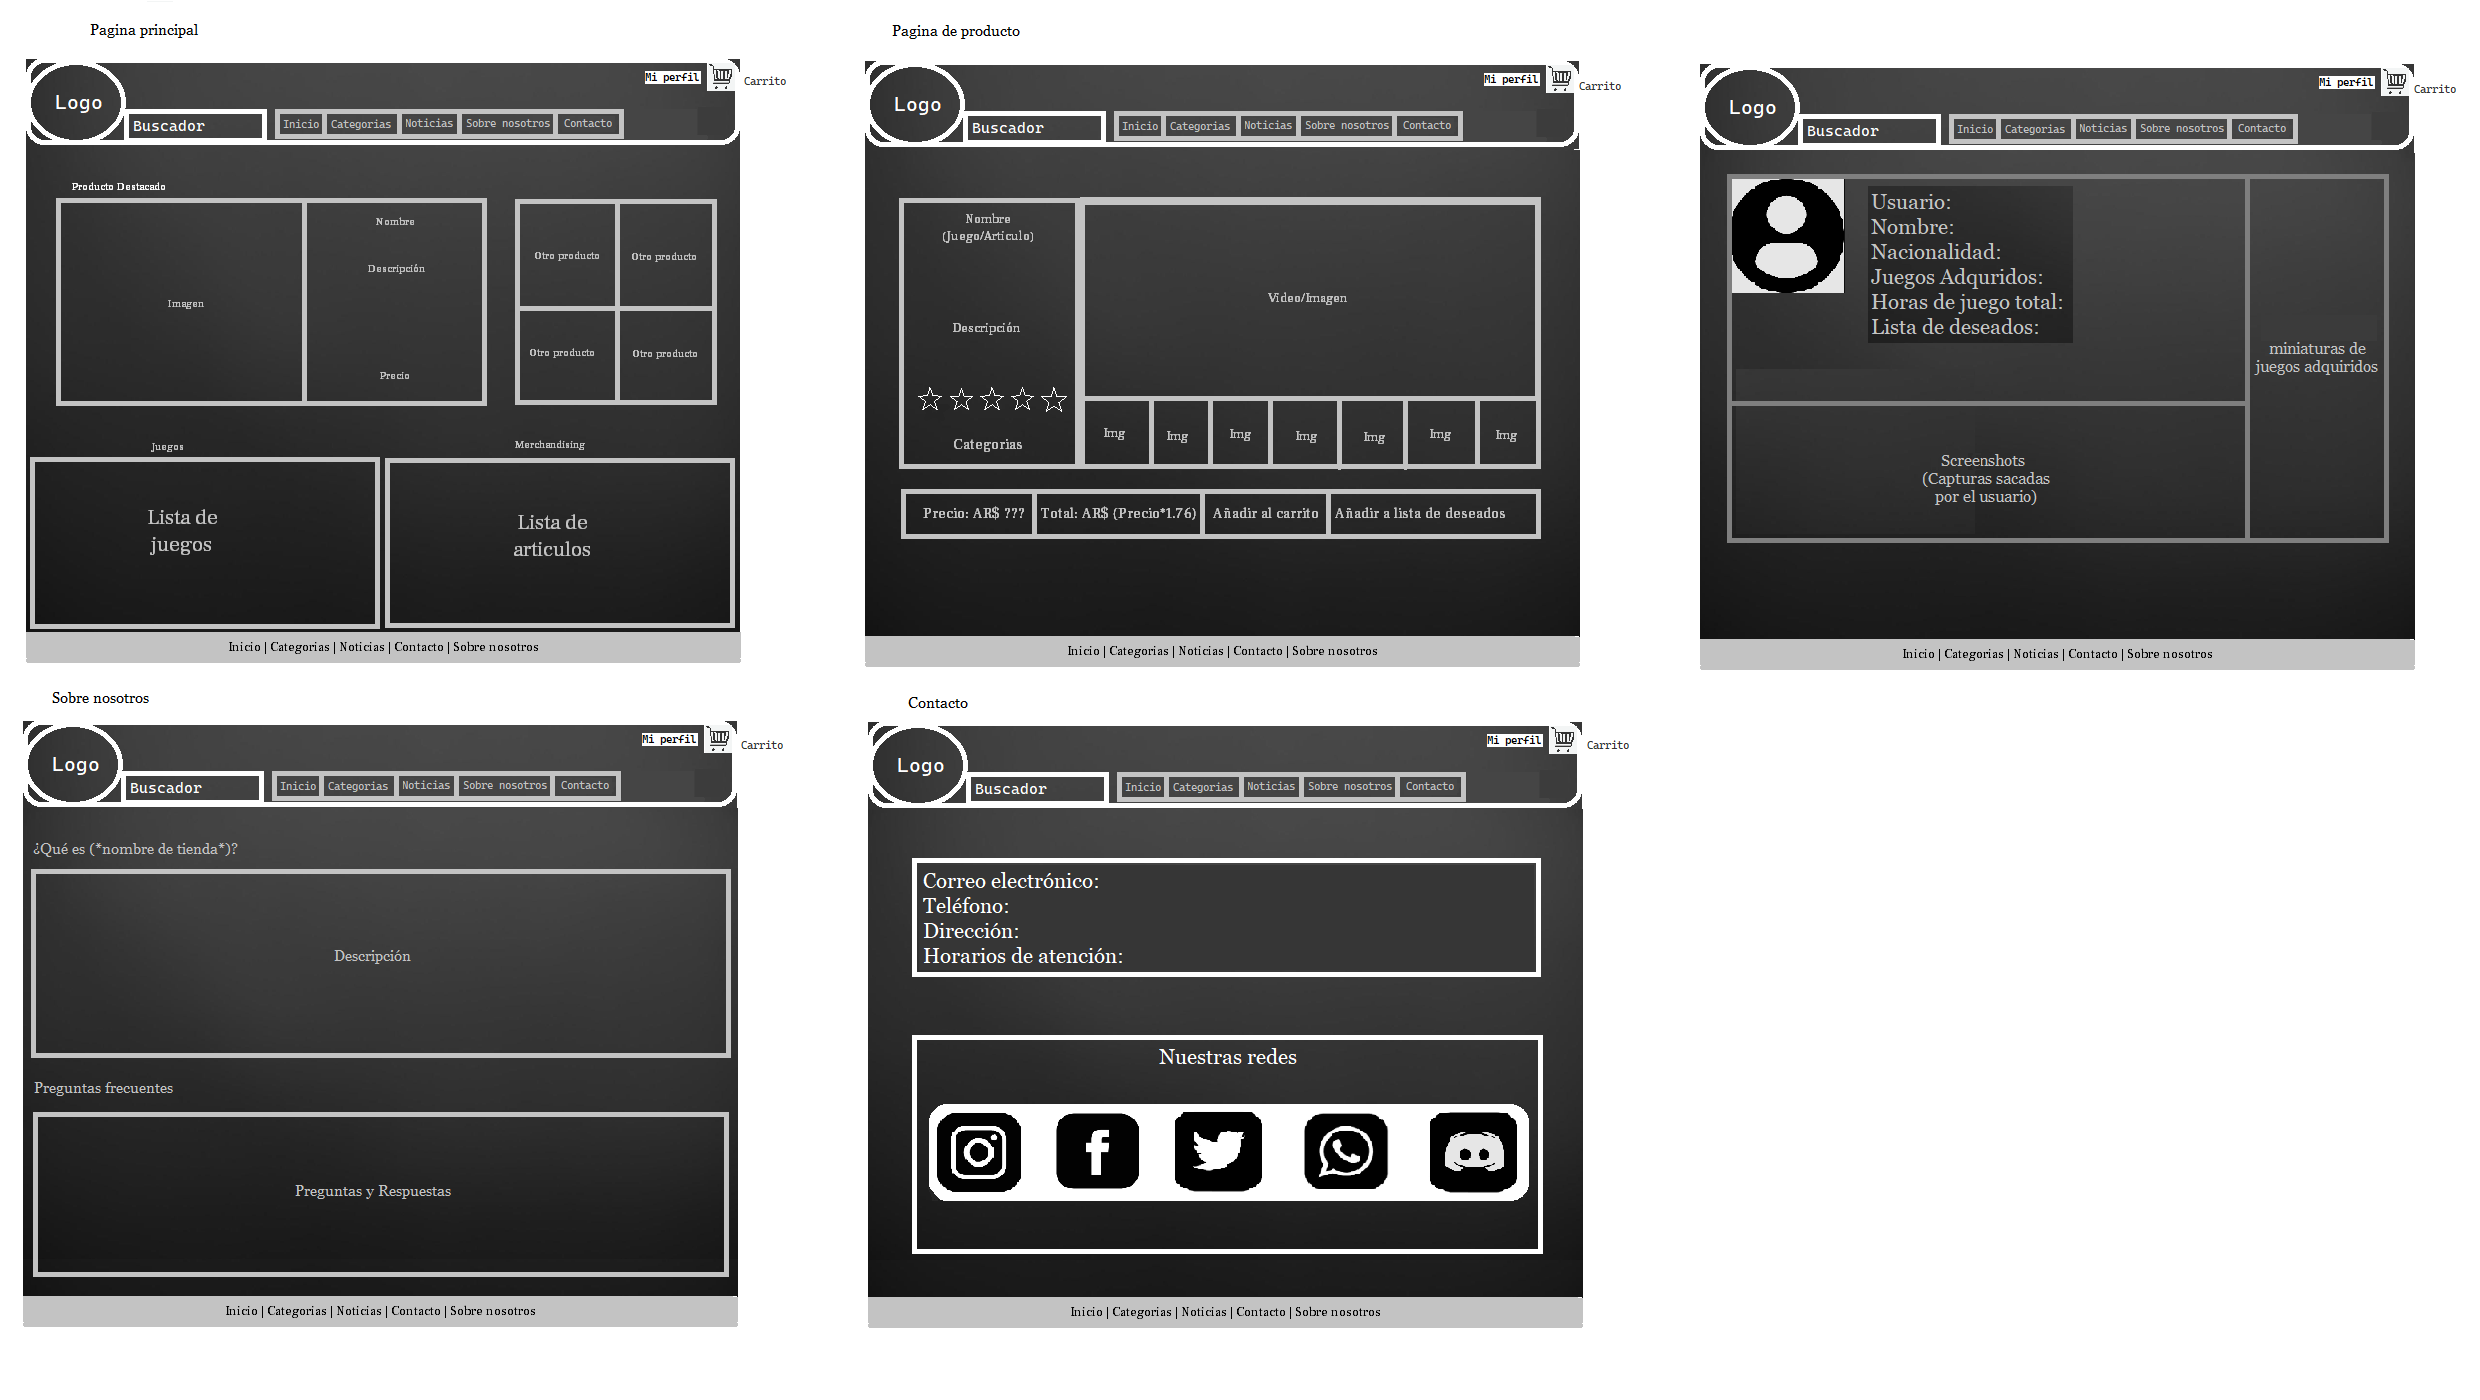 Pagina principal
Mi perfil
Carrito
Logo
Buscador
Inicio
Categorias
Noticias
Sobre nosotros
Contacto
Producto Destacado
Imagen
Nombre
Descripción
Precio
Otro producto
Otro producto
Otro producto
Otro producto
Juegos
Merchandising
Lista de
juegos
Lista de
articulos
Inicio | Categorias | Noticias | Contacto | Sobre nosotros
Pagina de producto
Mi perfil
Carrito
Logo
Buscador
Inicio
Categorias
Noticias
Sobre nosotros
Contacto
Nombre
(Juego/Articulo)
Descripción
Categorias
Video/Imagen
Img
Img
Img
Img
Img
Img
Img
Precio: AR$ ???
Total: AR$ (Precio*1.76)
Añadir al carrito
Añadir a lista de deseados
Inicio | Categorias | Noticias | Contacto | Sobre nosotros
Mi perfil
Carrito
Logo
Buscador
Inicio
Categorias
Noticias
Sobre nosotros
Contacto
Usuario:
Nombre:
Nacionalidad:
Juegos Adquridos:
Horas de juego total:
Lista de deseados:
miniaturas de
juegos adquiridos
Screenshots
(Capturas sacadas
por el usuario)
Inicio | Categorias | Noticias | Contacto | Sobre nosotros
Sobre nosotros
Mi perfil
Carrito
Logo
Buscador
Inicio
Categorias
Noticias
Sobre nosotros
Contacto
¿Qué es (*nombre de tienda*)?
Descripción
Preguntas frecuentes
Preguntas y Respuestas
Inicio | Categorias | Noticias | Contacto | Sobre nosotros
Contacto
Mi perfil
Carrito
Logo
Buscador
Inicio
Categorias
Noticias
Sobre nosotros
Contacto
Correo electrónico:
Teléfono:
Dirección:
Horarios de atención:
Nuestras redes
Inicio | Categorias | Noticias | Contacto | Sobre nosotros